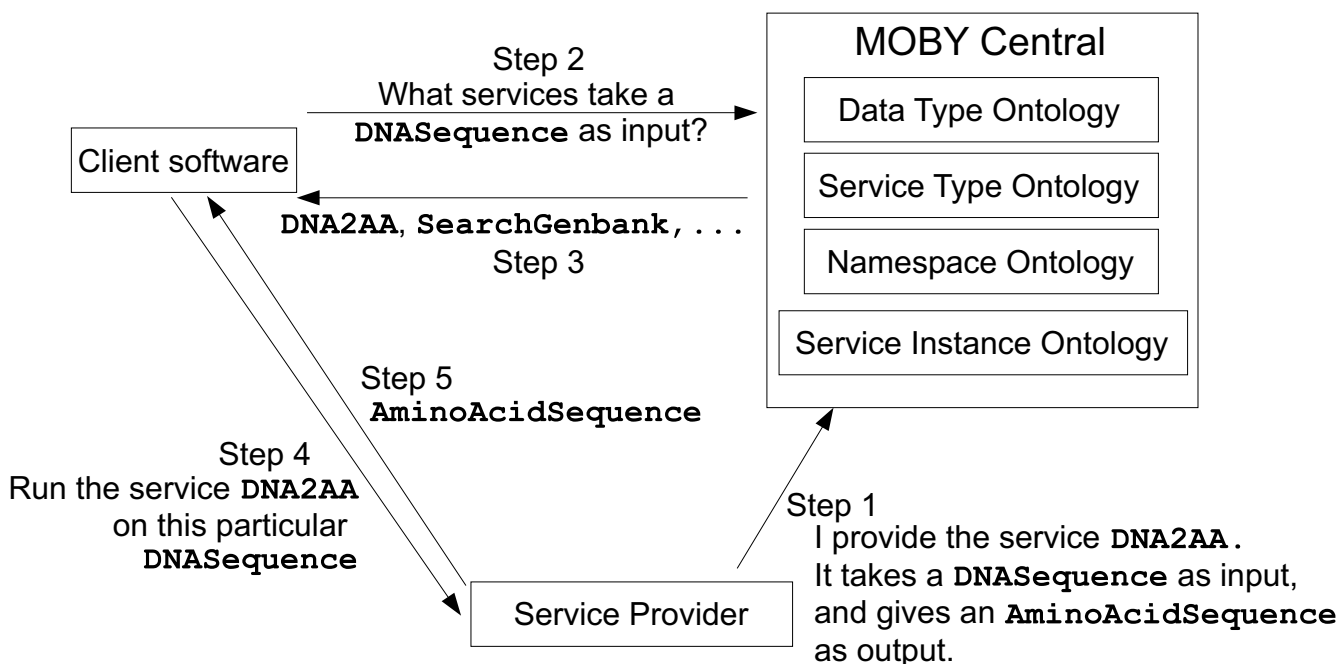 MOBY Central
Data Type Ontology
Service Type Ontology
Namespace Ontology
Service Instance Ontology
Step 2
What services take a
DNASequence as input?
Client software
DNA2AA, SearchGenbank,...
Step 3
Step 5
AminoAcidSequence
Step 4
Run the service DNA2AA
on this particular
DNASequence
Step 1
I provide the service DNA2AA.
It takes a DNASequence as input,
and gives an AminoAcidSequence
as output.
Service Provider